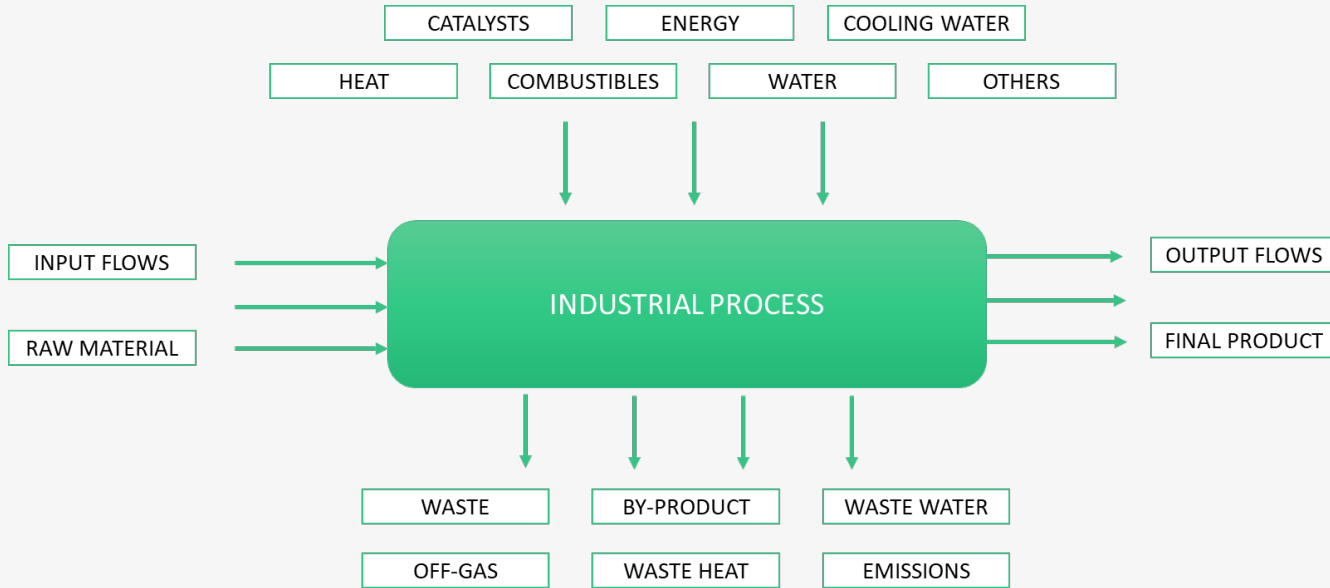 CATALYSTS
ENERGY
COOLING WATER
HEAT
COMBUSTIBLES
WATER
OTHERS
INPUT FLOWS
RAW MATERIAL
INDUSTRIAL PROCESS
OUTPUT FLOWS
FINAL PRODUCT
WASTE
BY-PRODUCT
WASTE WATER
OFF-GAS
WASTE HEAT
EMISSIONS